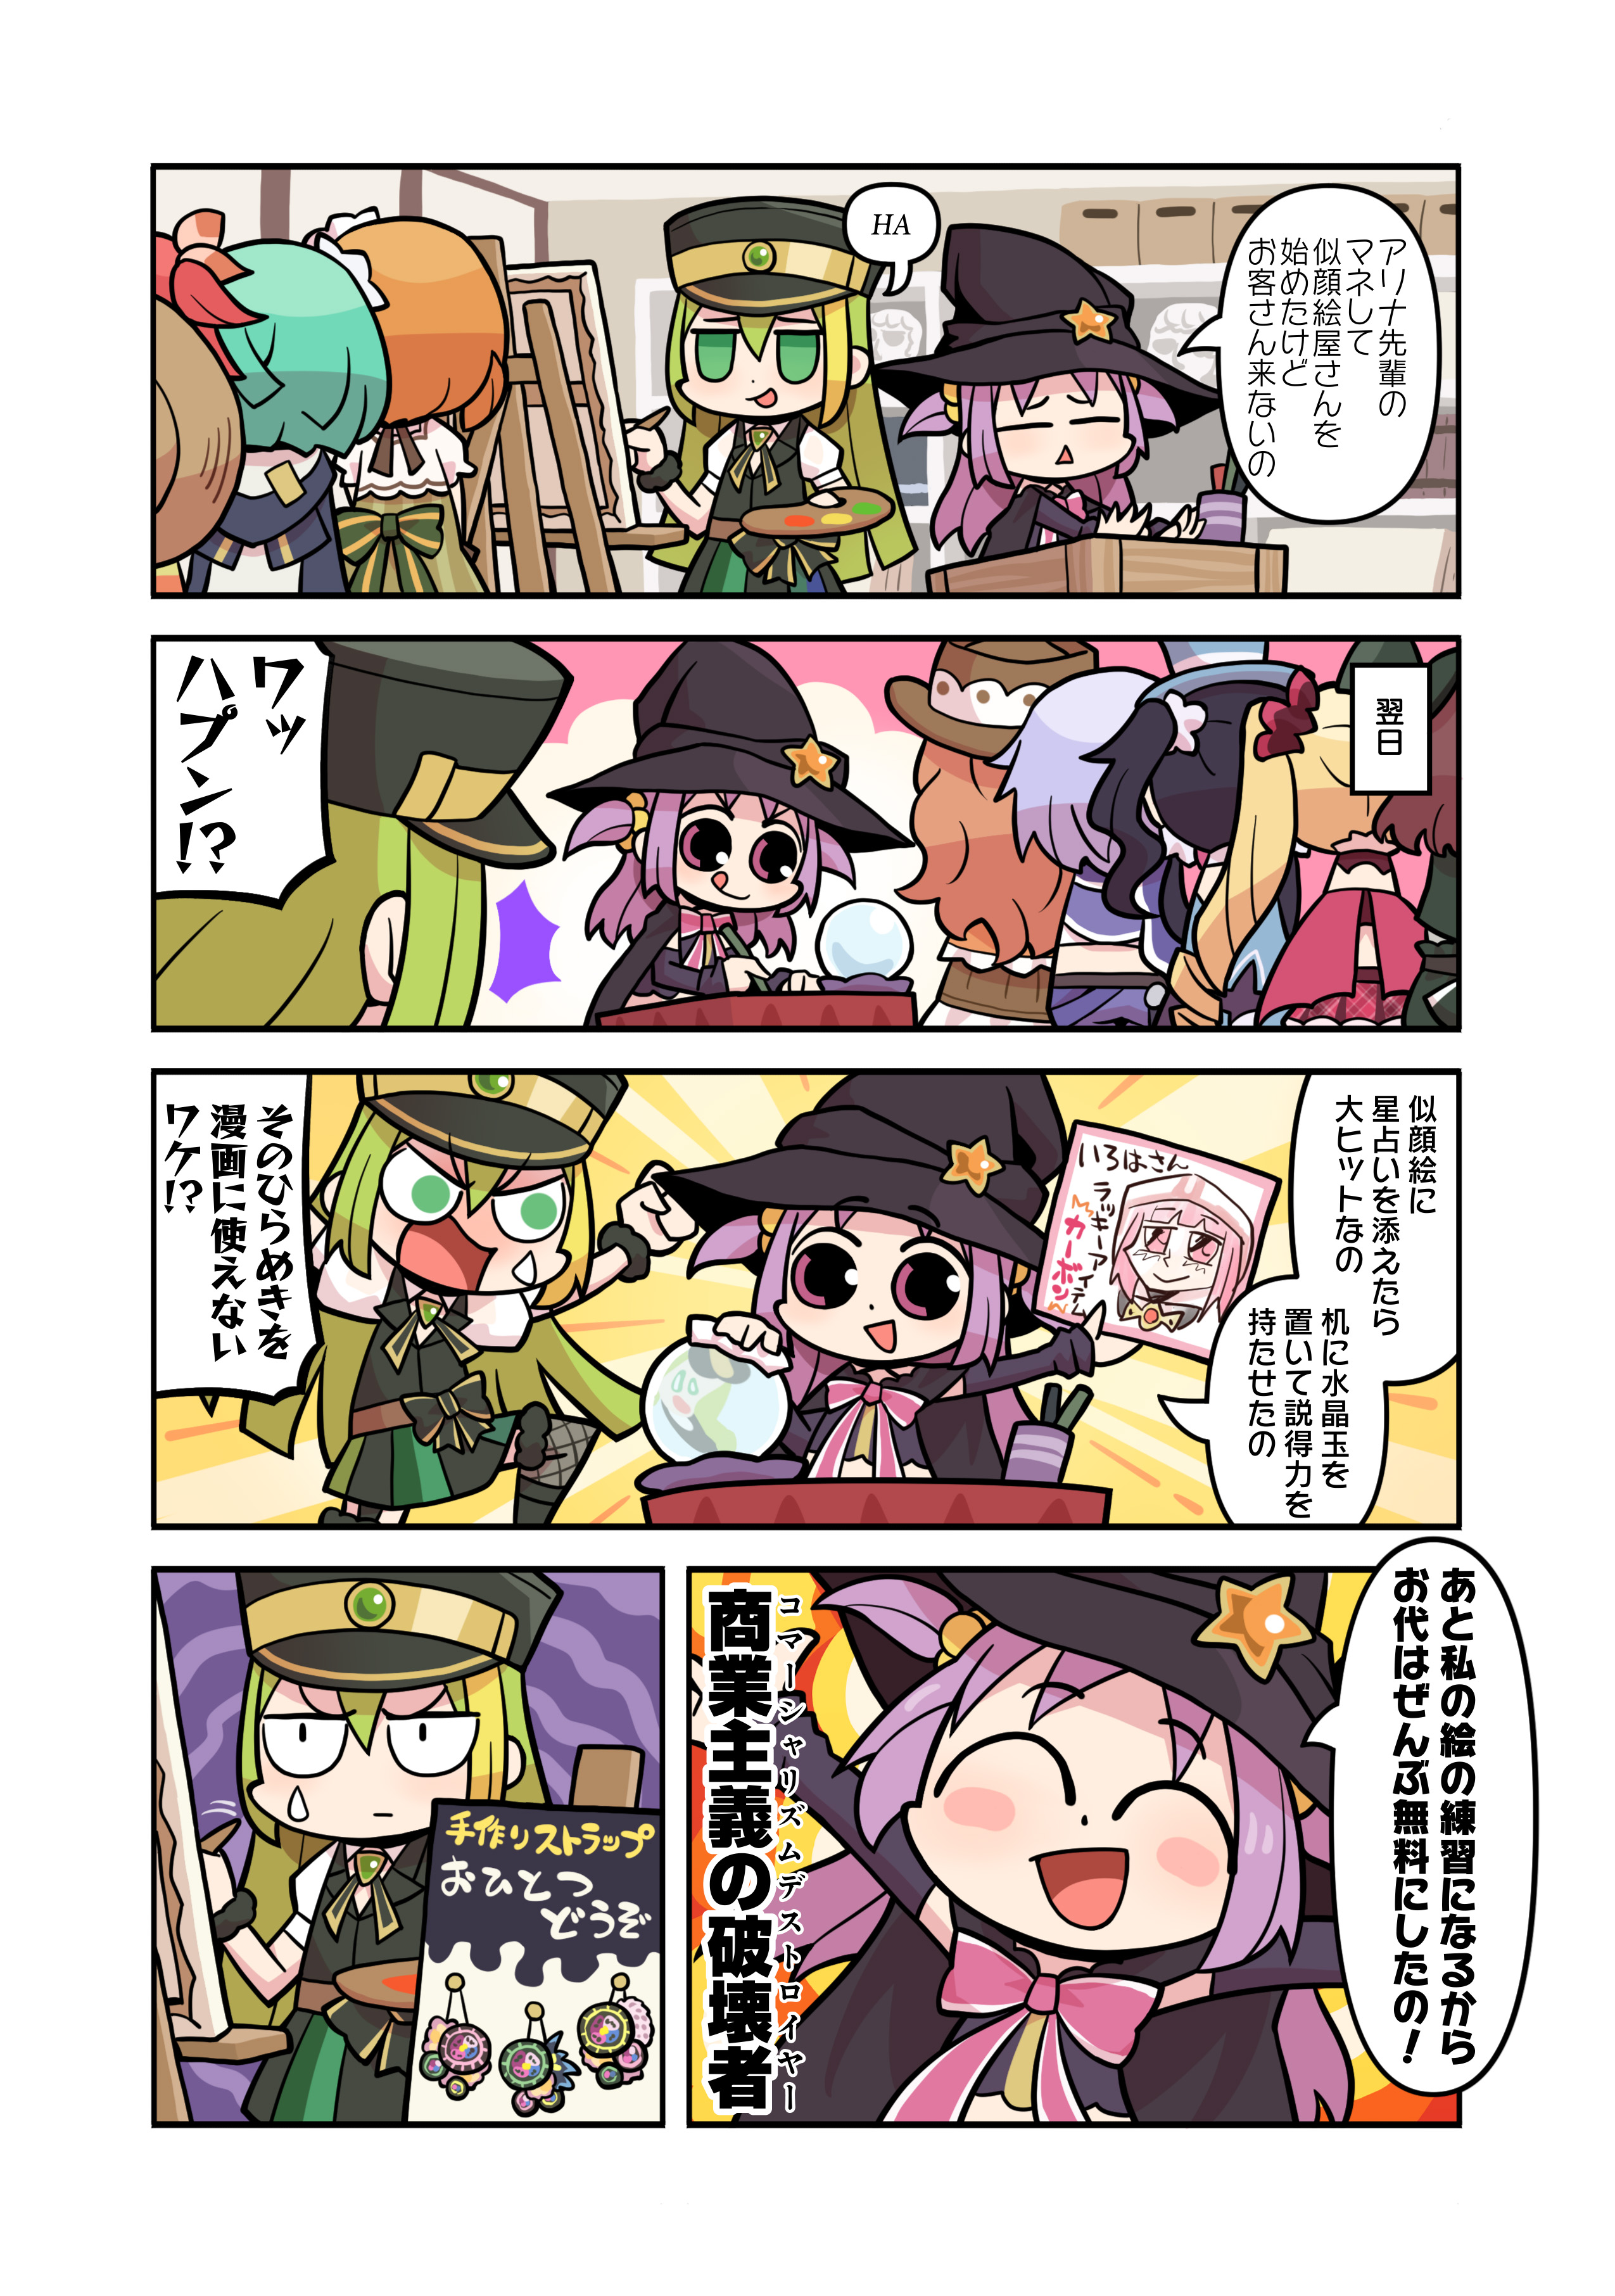 アリナ先輩の
マネして
似顔絵屋さんを
始めたけど
お客さん来ないの
HA
翌日
ワッ
ハプン!?
似顔絵に
星占いを添えたら
大ヒットなの
机に水晶玉を
置いて説得力を
持たせたの
いろはさん
ラッキーアイテム
カーボン
そのひらめきを
漫画に使えない
ワケ!?
あと私の絵の練習になるから
お代はぜんぶ無料にしたの!
コマーシャリズムデストロイヤー
商業主義の破壊者
手作りストラップ
おひとつ
どうぞ